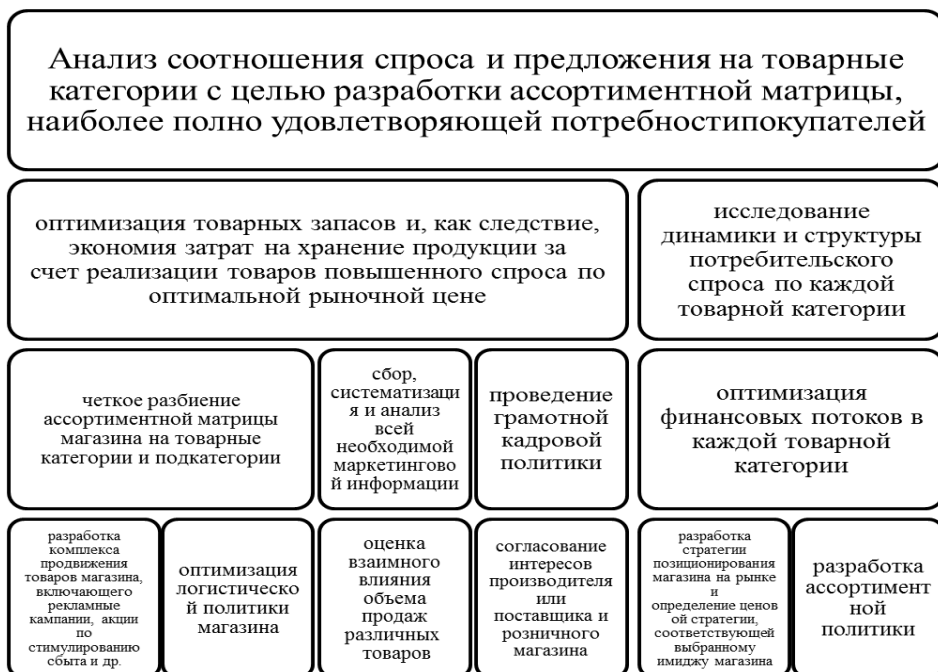 Анализ соотношения спроса и предложения на товарные
категории с целью разработки ассортиментной матрицы,
наиболее полно удовлетворяющей потребностипокупателей
оптимизация товарных запасов и, как следствие,
экономия затрат на хранение продукции за
счет реализации товаров повышенного спроса по
оптимальной рыночной цене
исследование
динамики и структуры
потребительского
спроса по каждой
товарной категории
четкое разбиение
ассортиментной матрицы
магазина на товарные
категории и подкатегории
сбор,
систематизаци
я и анализ
всей
необходимой
маркетингово
й информации
проведение
грамотной
кадровой
политики
оптимизация
финансовых потоков в
каждой товарной
категории
разработка
комплекса
продвижения
товаров магазина,
включающего
рекламные
кампании, акции
по
стимулированию
сбыта и др.
оптимизация
логистическо
й политики
магазина
оценка
взаимного
влияния
объема
продаж
различных
товаров
согласование
интересов
производителя
или
поставщика и
розничного
магазина
разработка
стратегии
позиционирования
магазина на рынке
и
определение ценов
ой стратегии,
соответствующей
выбранному
имиджу магазина
разработка
ассортимент
ной
политики